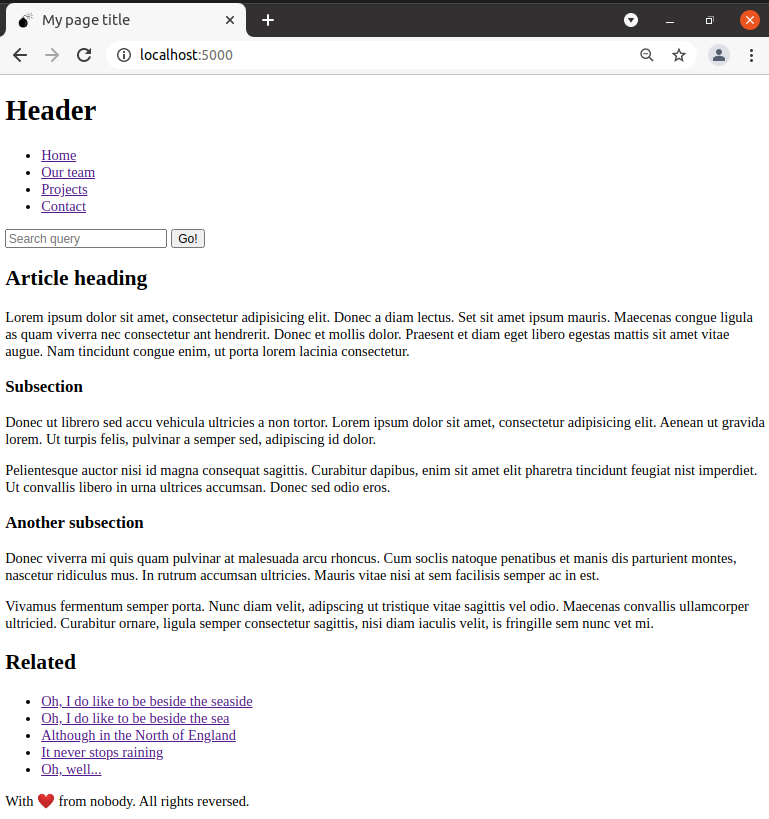 My page title
localhost:5000
Header
Home
Our team
Projects
Contact
Search query Go!
Article heading
Lorem ipsum dolor sit amet, consectetur adipisicing elit. Donec a diam lectus. Set sit amet ipsum mauris. Maecenas congue ligula
as quam viverra nec consectetur ant hendrerit. Donec et mollis dolor. Praesent et diam eget libero egestas mattis sit amet vitae
augue. Nam tincidunt congue enim, ut porta lorem lacinia consectetur.
Subsection
Donec ut librero sed accu vehicula ultricies a non tortor. Lorem ipsum dolor sit amet, consectetur adipisicing elit. Aenean ut gravida
lorem. Ut turpis felis, pulvinar a semper sed, adipiscing id dolor.
Pelientesque auctor nisi id magna consequat sagittis. Curabitur dapibus, enim sit amet elit pharetra tincidunt feugiat nist imperdiet.
Ut convallis libero in urna ultrices accumsan. Donec sed odio eros.
Another subsection
Donec viverra mi quis quam pulvinar at malesuada arcu rhoncus. Cum soclis natoque penatibus et manis dis parturient montes,
nascetur ridiculus mus. In rutrum accumsan ultricies. Mauris vitae nisi at sem facilisis semper ac in est.
Vivamus fermentum semper porta. Nunc diam velit, adipscing ut tristique vitae sagittis vel odio. Maecenas convallis ullamcorper
ultricied. Curabitur ornare, ligula semper consectetur sagittis, nisi diam iaculis velit, is fringille sem nunc vet mi.
Related
Oh, I do like to be beside the seaside
Oh, I do like to be beside the sea
Although in the North of England
It never stops raining
Oh, well...
With ❤️ from nobody. All rights reversed.